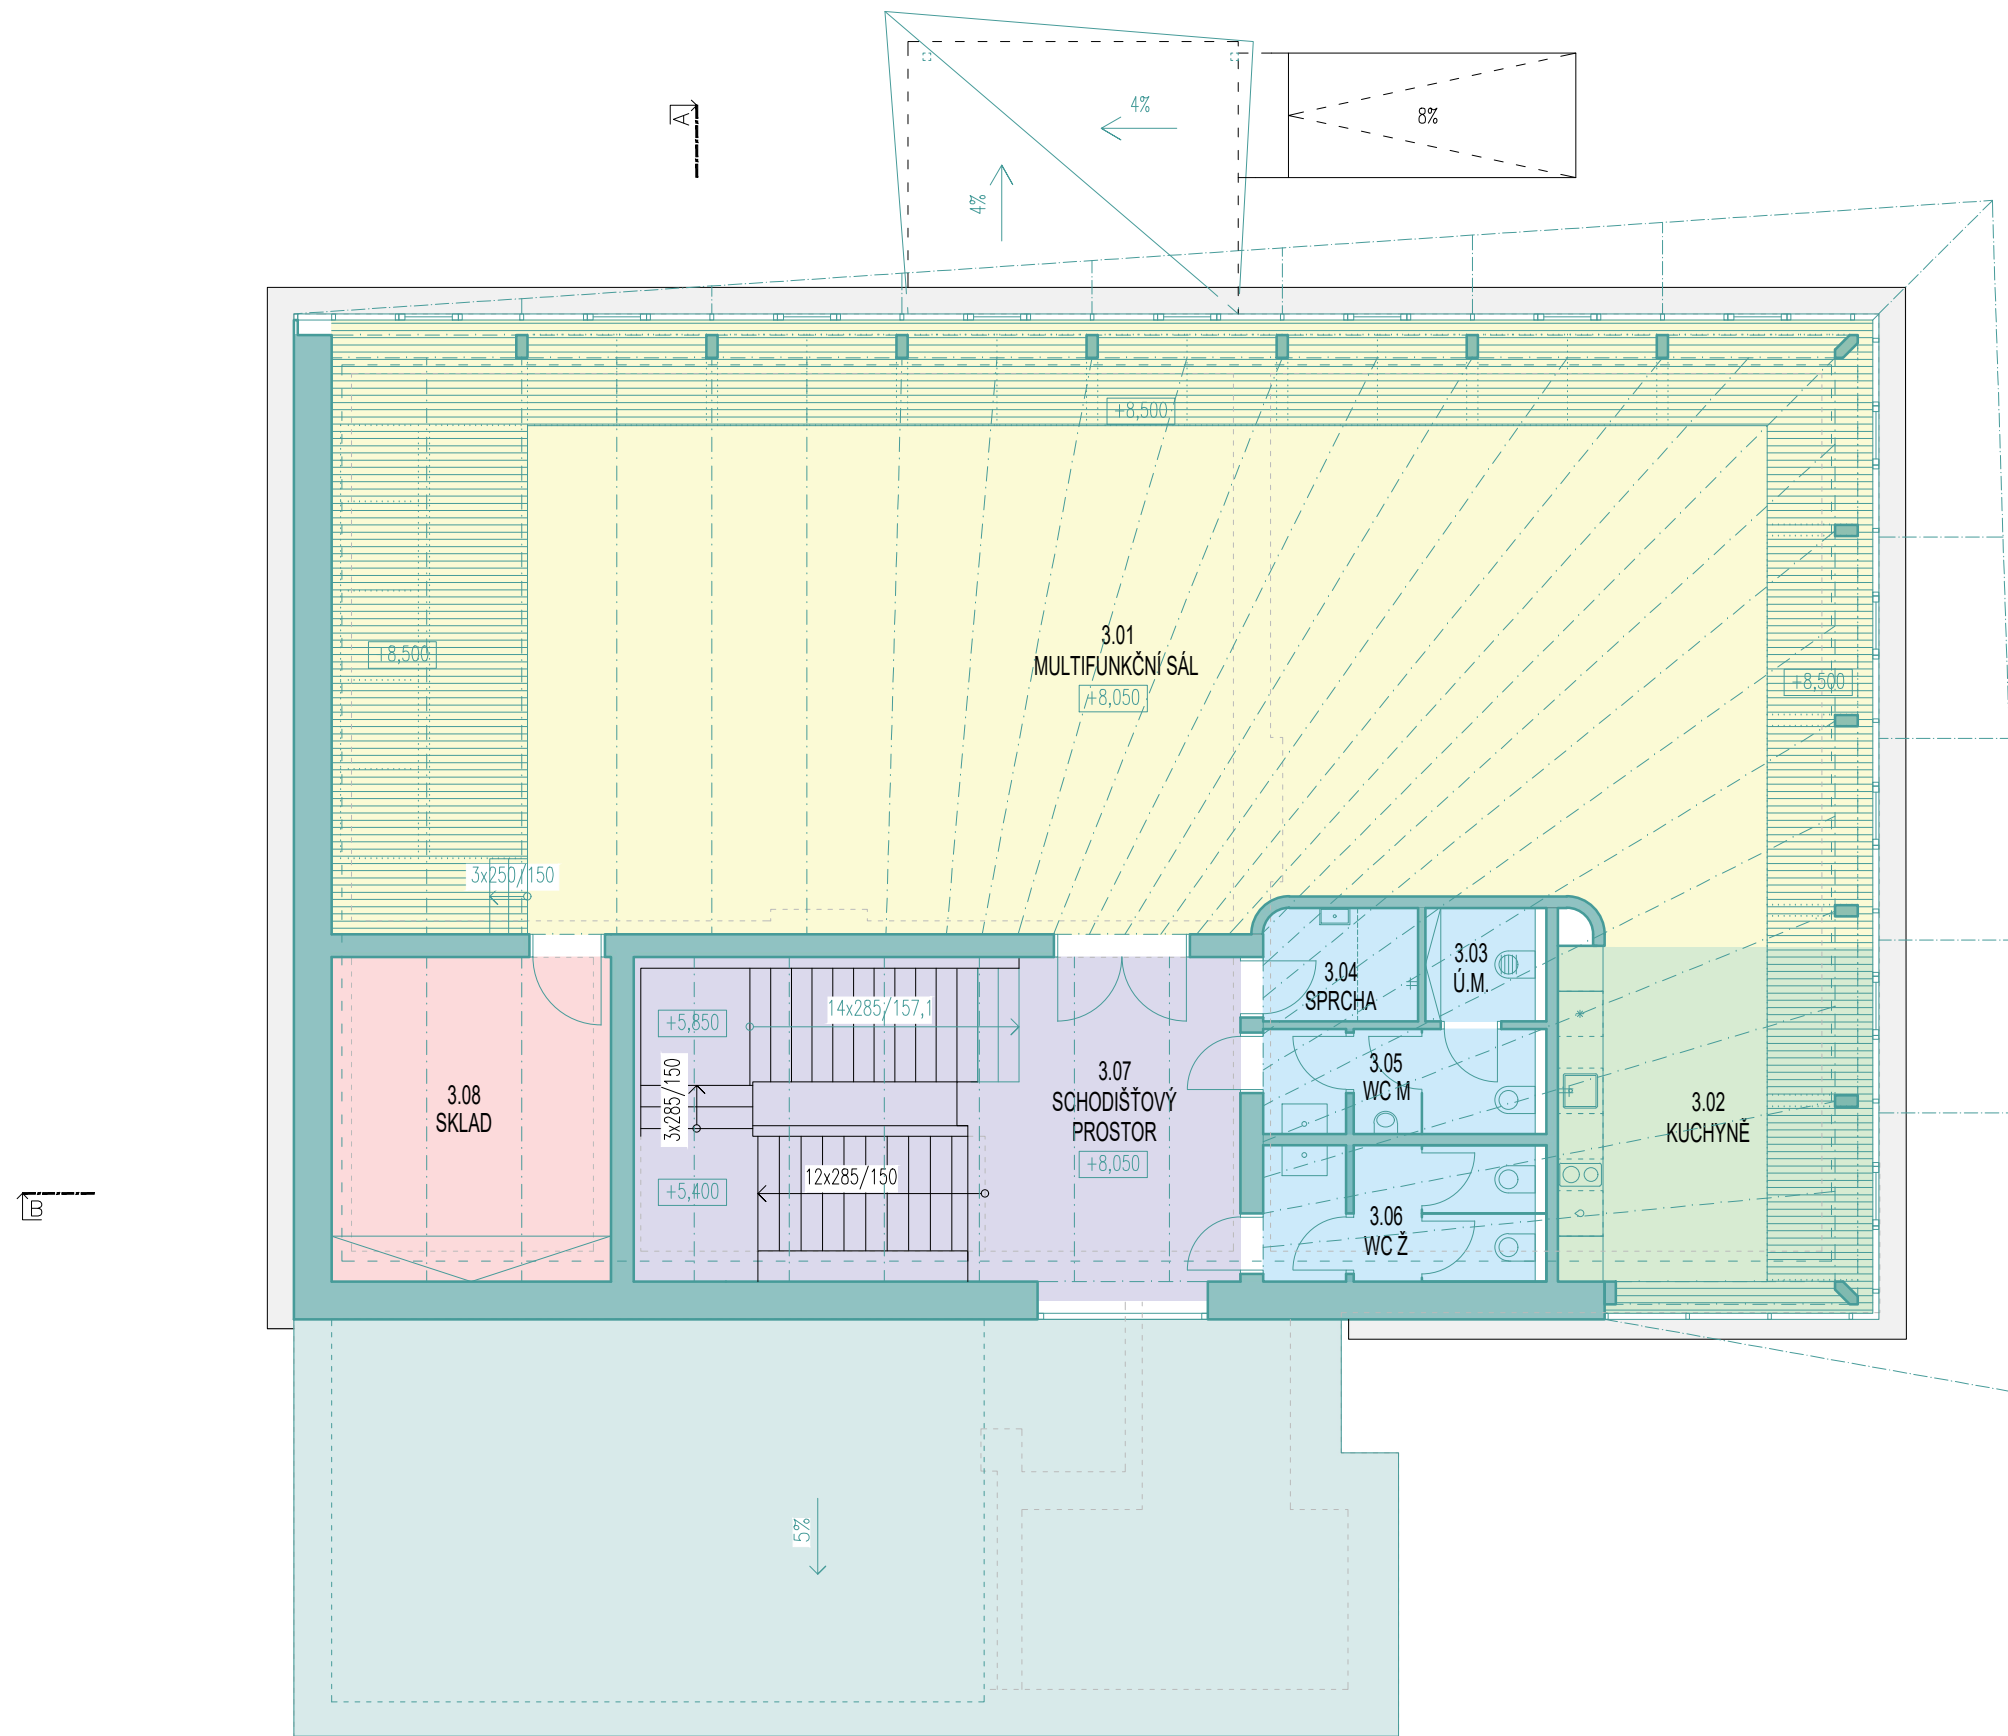 4%
8%
A
4%
+8,500
3.01
MULTIFUNKČNÍ SÁL
+8,050
+8,500
+8,500
3x250/150
3.04
SPRCHA
3.03
Ú.M.
14x285/157,1
+5,850
3x285/150
3.08
SKLAD
3.07
SCHODIŠŤOVÝ
PROSTOR
+8,050
3.05
WC M
3.02
KUCHYNĚ
12x285/150
+5,400
3.06
WC Ž
B
5%